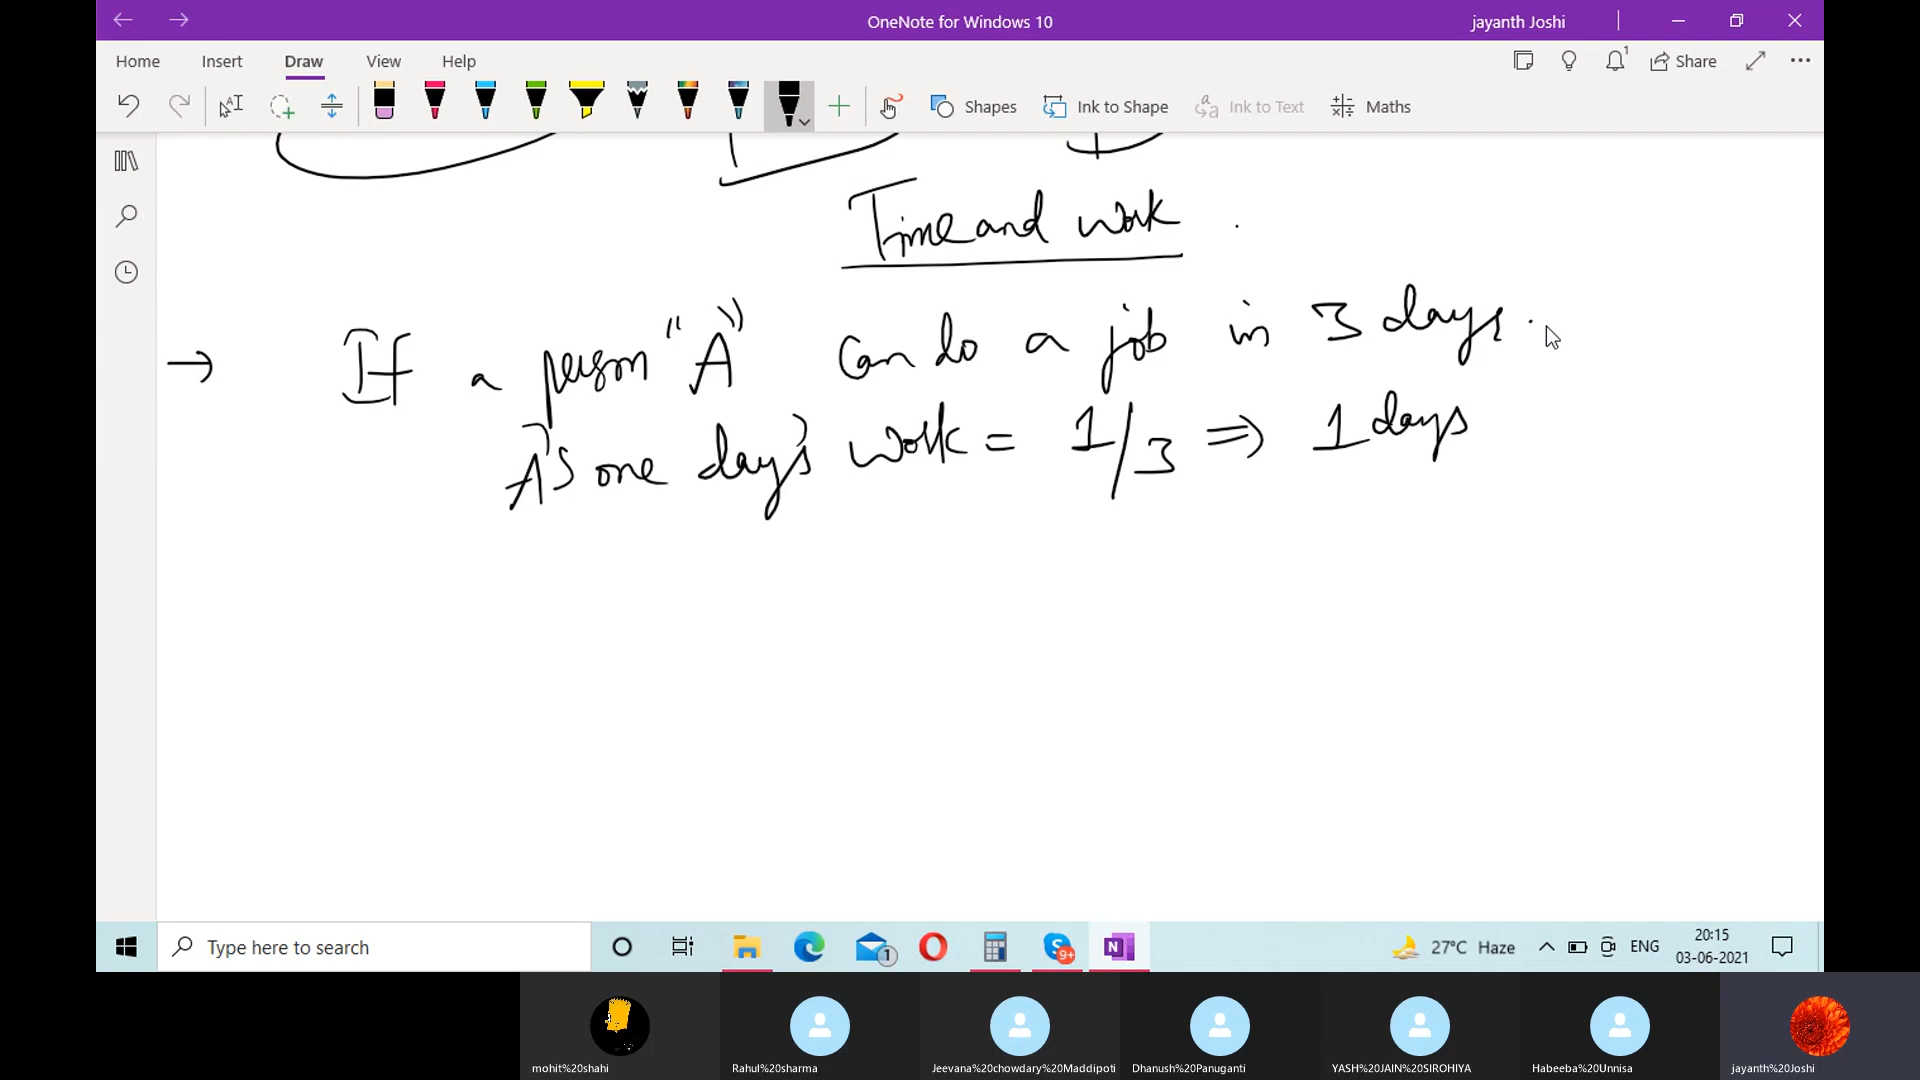 OneNote for Windows 10
jayanth Joshi
Home Insert Draw View Help
1 Share
Shapes Ink to Shape Ink to Text Maths
Time and work .
→ If a person "A" can do a job in 3 days.
A's one day's work = 1/3 ⇒ 1 days
Type here to search
1 9+ N
27°C Haze ENG 20:15
03-06-2021
mohit%20shahi Rahul%20sharma Jeevana%20chowdary%20Maddipoti Dhanush%20Panuganti YASH%20JAIN%20SIROHIYA Habeeba%20Unnisa jayanth%20Joshi